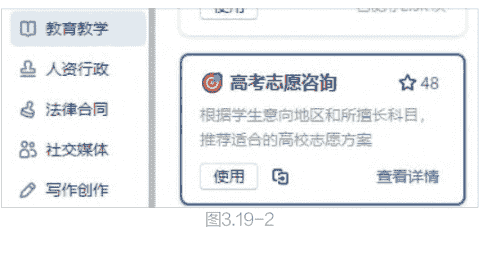 教育教学
人资行政
法律合同
社交媒体
写作创作
使用
高考志愿咨询
48
根据学生意向地区和所擅长科目，
推荐适合的高校志愿方案
使用
查看详情
图3.19-2